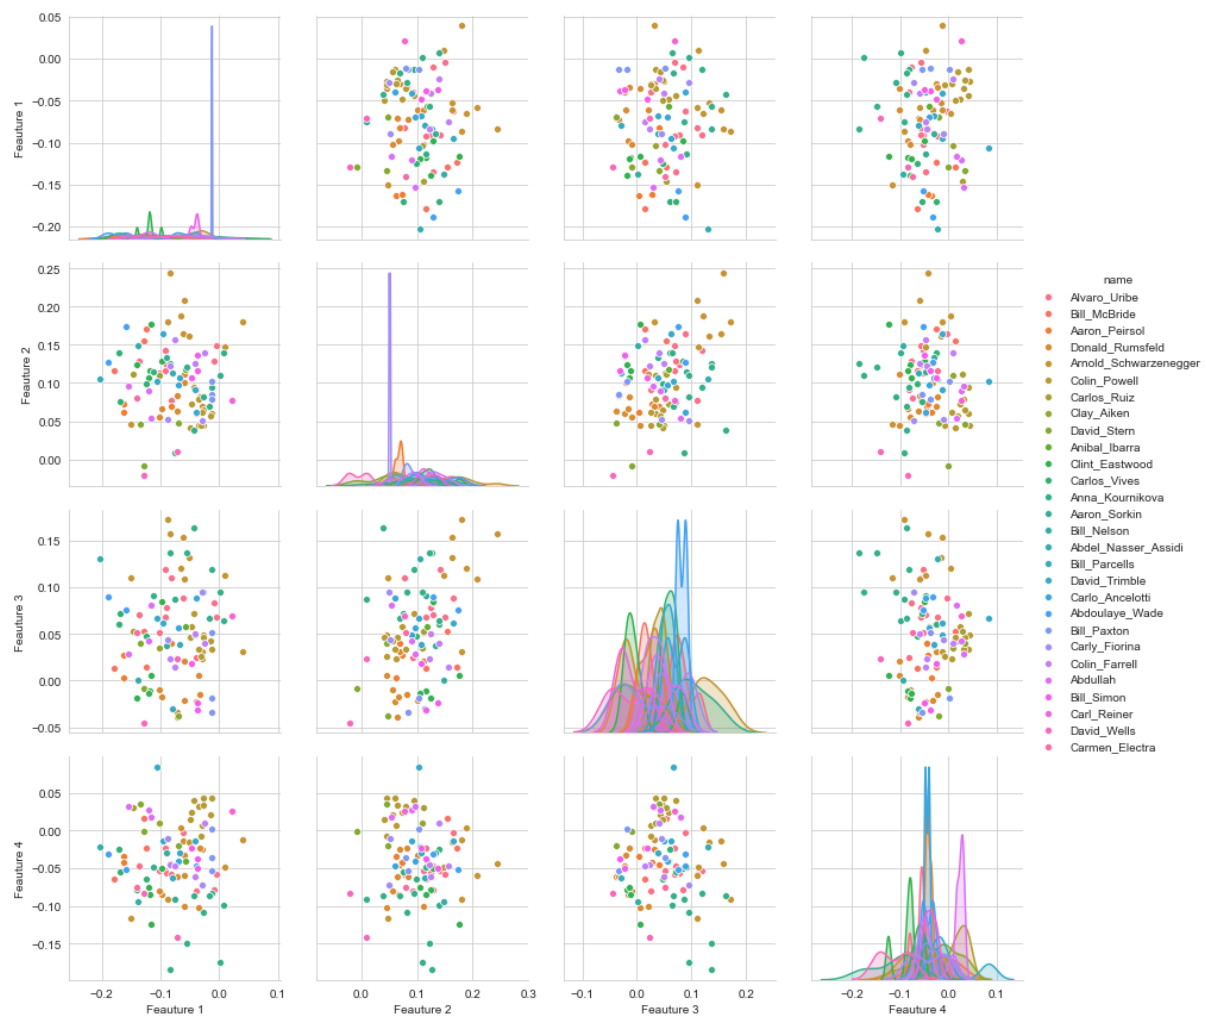 0.05
0.00
−0.05
−0.10
−0.15
−0.20
Feauture 1
0.25
0.20
0.15
0.10
0.05
0.00
Feauture 2
0.15
0.10
0.05
0.00
−0.05
Feauture 3
0.05
0.00
−0.05
−0.10
−0.15
Feauture 4
−0.2 −0.1 0.0 0.1
Feauture 1
0.0 0.1 0.2 0.3
Feauture 2
−0.1 0.0 0.1 0.2
Feauture 3
−0.2 −0.1 0.0 0.1
Feauture 4
name
Alvaro_Uribe
Bill_McBride
Aaron_Peirsol
Donald_Rumsfeld
Arnold_Schwarzenegger
Colin_Powell
Carlos_Ruiz
Clay_Aiken
David_Stern
Anibal_Ibarra
Clint_Eastwood
Carlos_Vives
Anna_Kournikova
Aaron_Sorkin
Bill_Nelson
Abdel_Nasser_Assidi
Bill_Parcells
David_Trimble
Carlo_Ancelotti
Abdoulaye_Wade
Bill_Paxton
Carly_Fiorina
Colin_Farrell
Abdullah
Bill_Simon
Carl_Reiner
David_Wells
Carmen_Electra